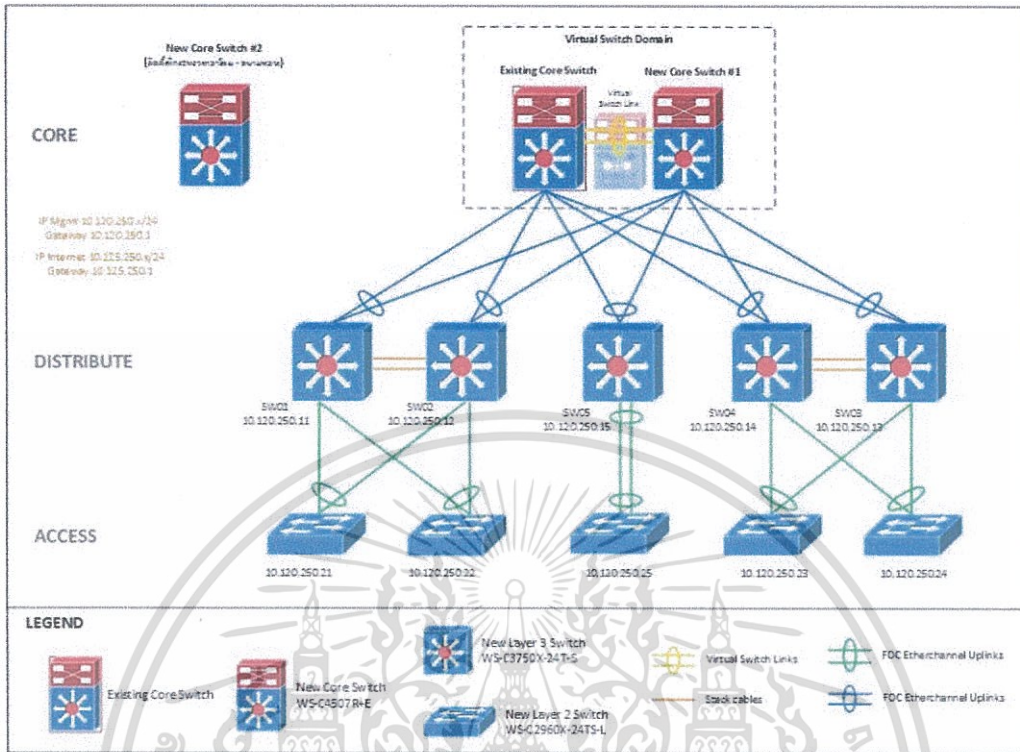 New Core Switch #2
Virtual Switch Domain
Existing Core Switch
New Core Switch #1
Virtual
Switch Link
CORE
IP Mgmt 10.120.250.x/24
Gateway 10.120.250.1
IP Internet 10.125.250.x/24
Gateway 10.125.250.1
DISTRIBUTE
SW01
10.120.250.11
SW02
10.120.250.12
SW05
10.120.250.15
SW04
10.120.250.14
SW03
10.120.250.13
ACCESS
10.120.250.21
10.120.250.22
10.120.250.25
10.120.250.23
10.120.250.24
LEGEND
Existing Core Switch
New Core Switch
WS-C4507R+E
New Layer 3 Switch
WS-C3750X-24T-S
New Layer 2 Switch
WS-C2960X-24TS-L
Virtual Switch Links
Stack cables
FOC Etherchannel Uplinks
FOC Etherchannel Uplinks